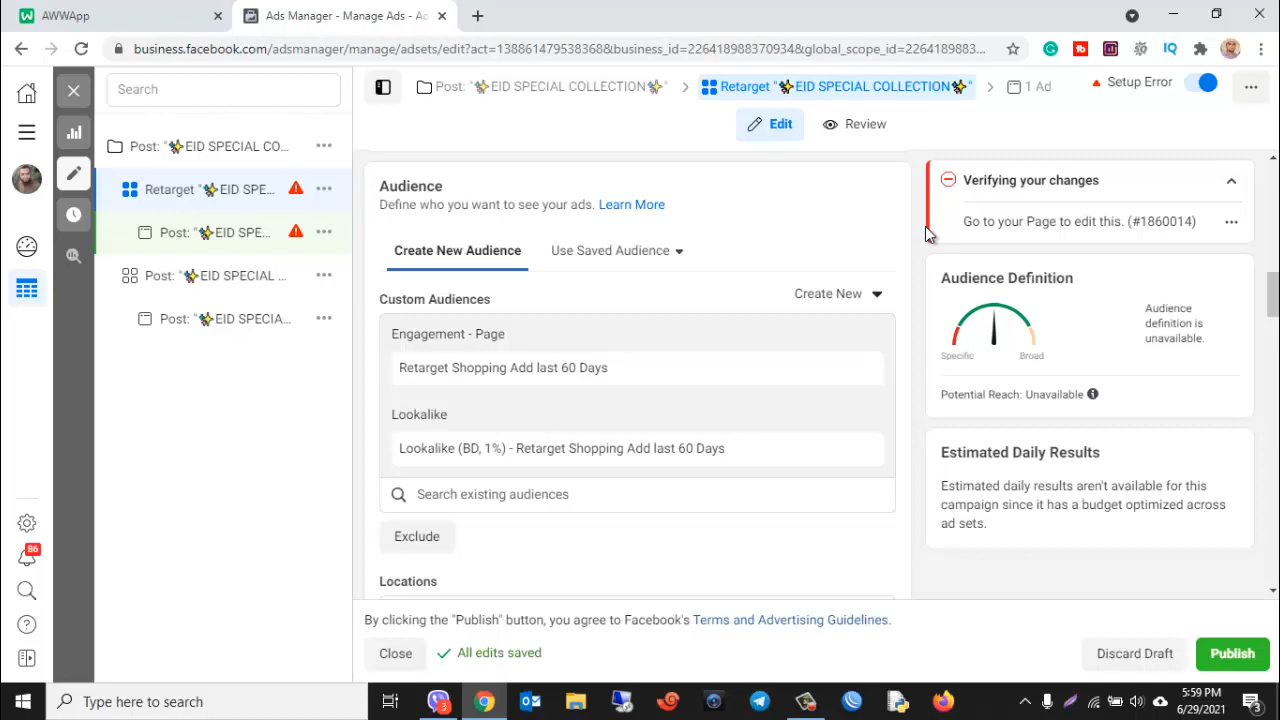 AWWApp
Ads Manager - Manage Ads - Ad
business.facebook.com/adsmanager/manage/adsets/edit?act=138861479538368&business_id=226418988370934&global_scope_id=2264189883...
Search
Post: "✨EID SPECIAL COLLECTION✨"
Retarget "✨EID SPECIAL COLLECTION✨"
1 Ad
Setup Error
Edit
Review
Post: "✨EID SPECIAL CO...
Retarget "✨EID SPE...
Post: "✨EID SPE...
Post: "✨EID SPECIAL ...
Post: "✨EID SPECIA...
Audience
Define who you want to see your ads. Learn More
Create New Audience
Use Saved Audience
Custom Audiences
Create New
Engagement - Page
Retarget Shopping Add last 60 Days
Lookalike
Lookalike (BD, 1%) - Retarget Shopping Add last 60 Days
Search existing audiences
Exclude
Locations
Verifying your changes
Go to your Page to edit this. (#1860014)
Audience Definition
Specific
Broad
Audience
definition is
unavailable.
Potential Reach: Unavailable
Estimated Daily Results
Estimated daily results aren't available for this
campaign since it has a budget optimized across
ad sets.
86
By clicking the "Publish" button, you agree to Facebook's Terms and Advertising Guidelines.
Close
All edits saved
Discard Draft
Publish
Type here to search
3
5:59 PM
6/29/2021
3